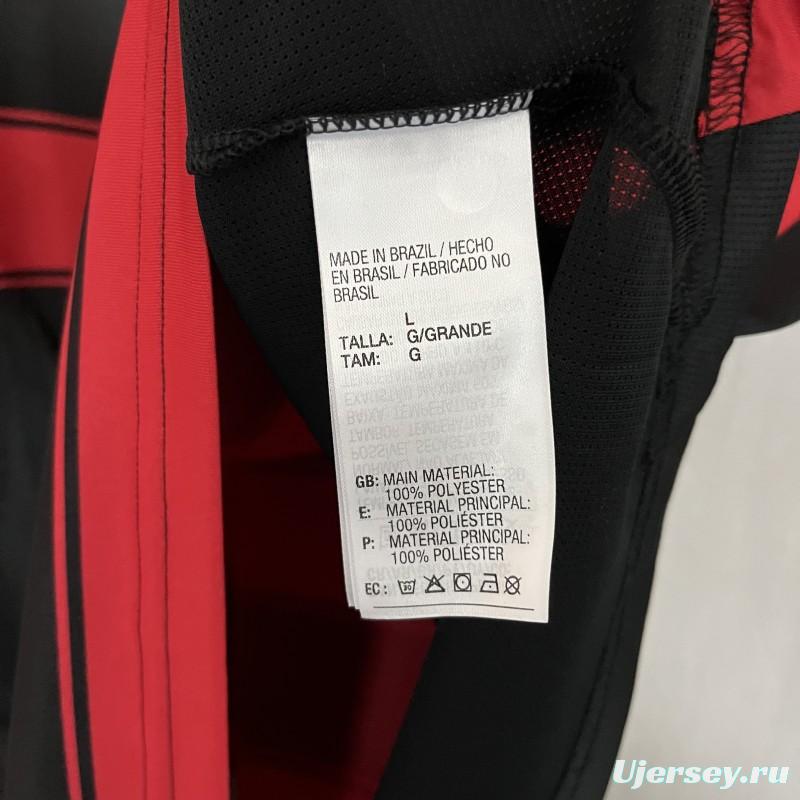 MADE IN BRAZIL / HECHO
EN BRASIL / FABRICADO NO
BRASIL
L
TALLA: G/GRANDE
TAM: G
GB: MAIN MATERIAL:
100% POLYESTER
E: MATERIAL PRINCIPAL:
100% POLIÉSTER
P: MATERIAL PRINCIPAL:
100% POLIÉSTER
EC: 30
Ujersey.ru